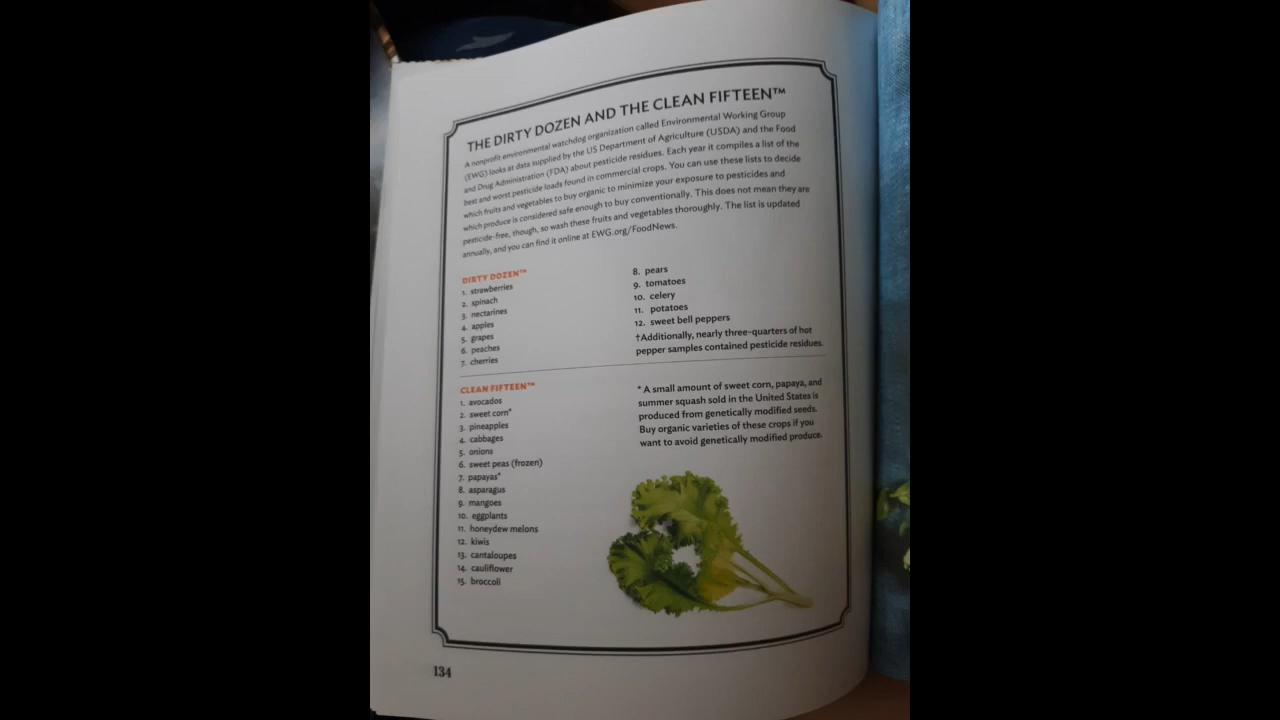 THE DIRTY DOZEN AND THE CLEAN FIFTEEN™
A nonprofit environmental watchdog organization called Environmental Working Group
(EWG) looks at data supplied by the US Department of Agriculture (USDA) and the Food
and Drug Administration (FDA) about pesticide residues. Each year it compiles a list of the
best and worst pesticide loads found in commercial crops. You can use these lists to decide
which fruits and vegetables to buy organic to minimize your exposure to pesticides and
which produce is considered safe enough to buy conventionally. This does not mean they are
pesticide-free, though, so wash these fruits and vegetables thoroughly. The list is updated
annually, and you can find it online at EWG.org/FoodNews.
DIRTY DOZEN™
1. strawberries
2. spinach
3. nectarines
4. apples
5. grapes
6. peaches
7. cherries
8. pears
9. tomatoes
10. celery
11. potatoes
12. sweet bell peppers
†Additionally, nearly three-quarters of hot
pepper samples contained pesticide residues.
CLEAN FIFTEEN™
1. avocados
2. sweet corn*
3. pineapples
4. cabbages
5. onions
6. sweet peas (frozen)
7. papayas*
8. asparagus
9. mangoes
10. eggplants
11. honeydew melons
12. kiwis
13. cantaloupes
14. cauliflower
15. broccoli
* A small amount of sweet corn, papaya, and
summer squash sold in the United States is
produced from genetically modified seeds.
Buy organic varieties of these crops if you
want to avoid genetically modified produce.
134